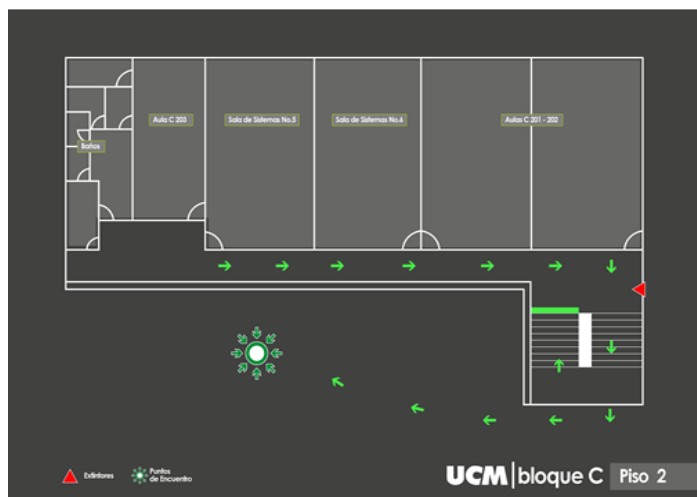 Aula C 203
Sala de Sistemas No.5
Sala de Sistemas No.6
Aulas C 201 - 202
Baños
Extintores
Puntos
de Encuentro
UCM | bloque C Piso 2